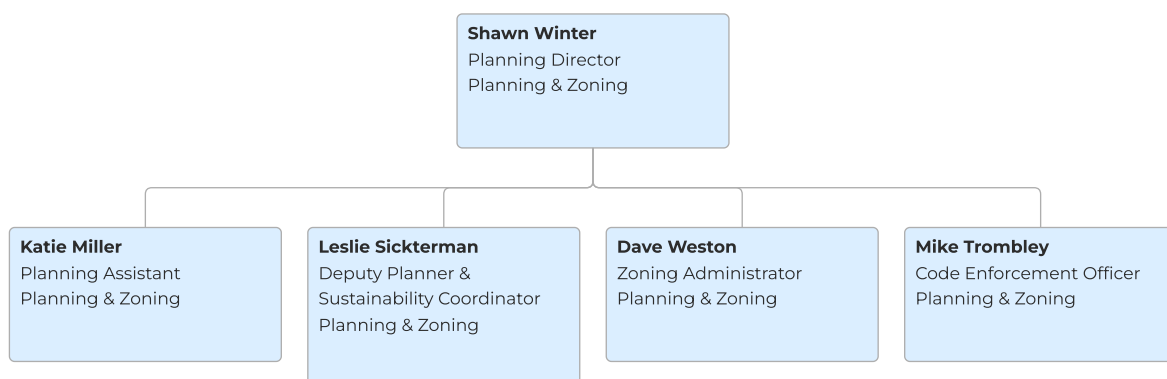 Shawn Winter
Planning Director
Planning & Zoning
Katie Miller
Planning Assistant
Planning & Zoning
Leslie Sickterman
Deputy Planner &
Sustainability Coordinator
Planning & Zoning
Dave Weston
Zoning Administrator
Planning & Zoning
Mike Trombley
Code Enforcement Officer
Planning & Zoning